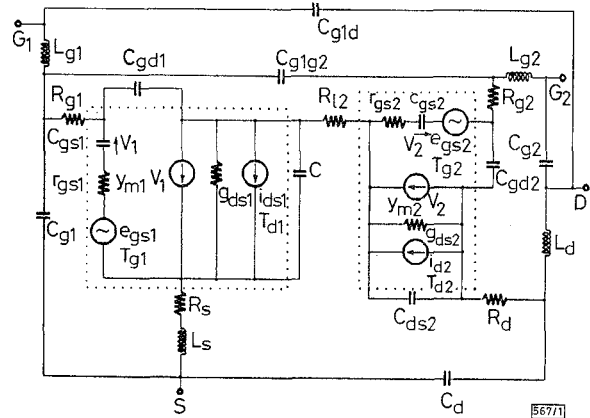 G1
Cg1d
Lg1
Cgd1
Cg1g2
Lg2
G2
Rg1
Rl2
rgs2
cgs2
Rg2
Cgs1
V1
V2
egs2
Tg2
Cg2
rgs1
ym1 V1
gds1
ids1
Td1
C
Cgd2
D
ym2 V2
gds2
id2
Td2
Cg1
egs1
Tg1
Ld
Rs
Cds2
Rd
Ls
S
Cd
567/1